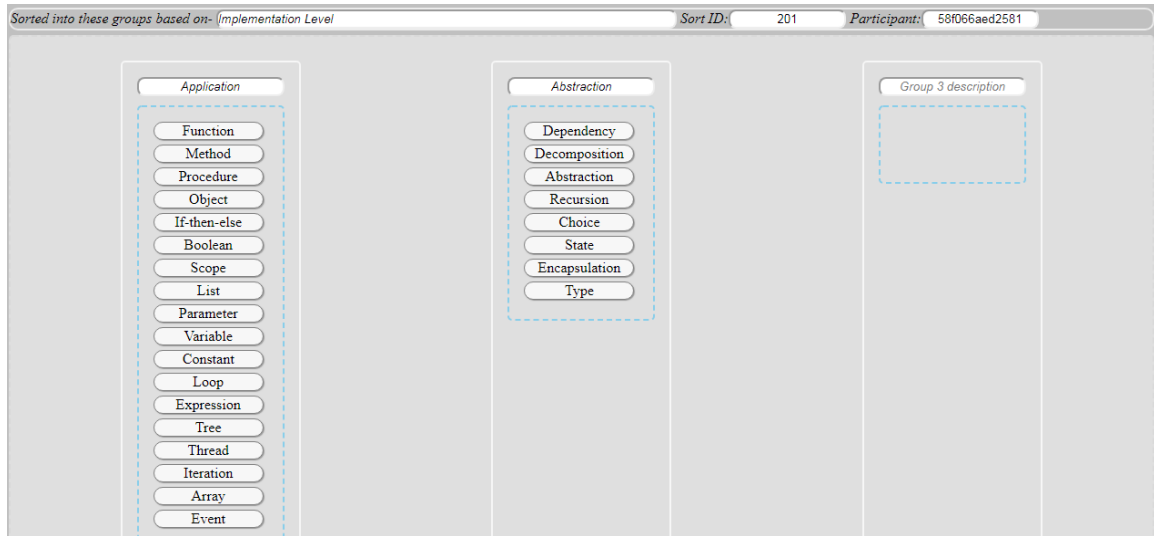 Sorted into these groups based on- Implementation Level Sort ID: 201 Participant: 58f066aed2581
Application
Function
Method
Procedure
Object
If-then-else
Boolean
Scope
List
Parameter
Variable
Constant
Loop
Expression
Tree
Thread
Iteration
Array
Event
Abstraction
Dependency
Decomposition
Abstraction
Recursion
Choice
State
Encapsulation
Type
Group 3 description